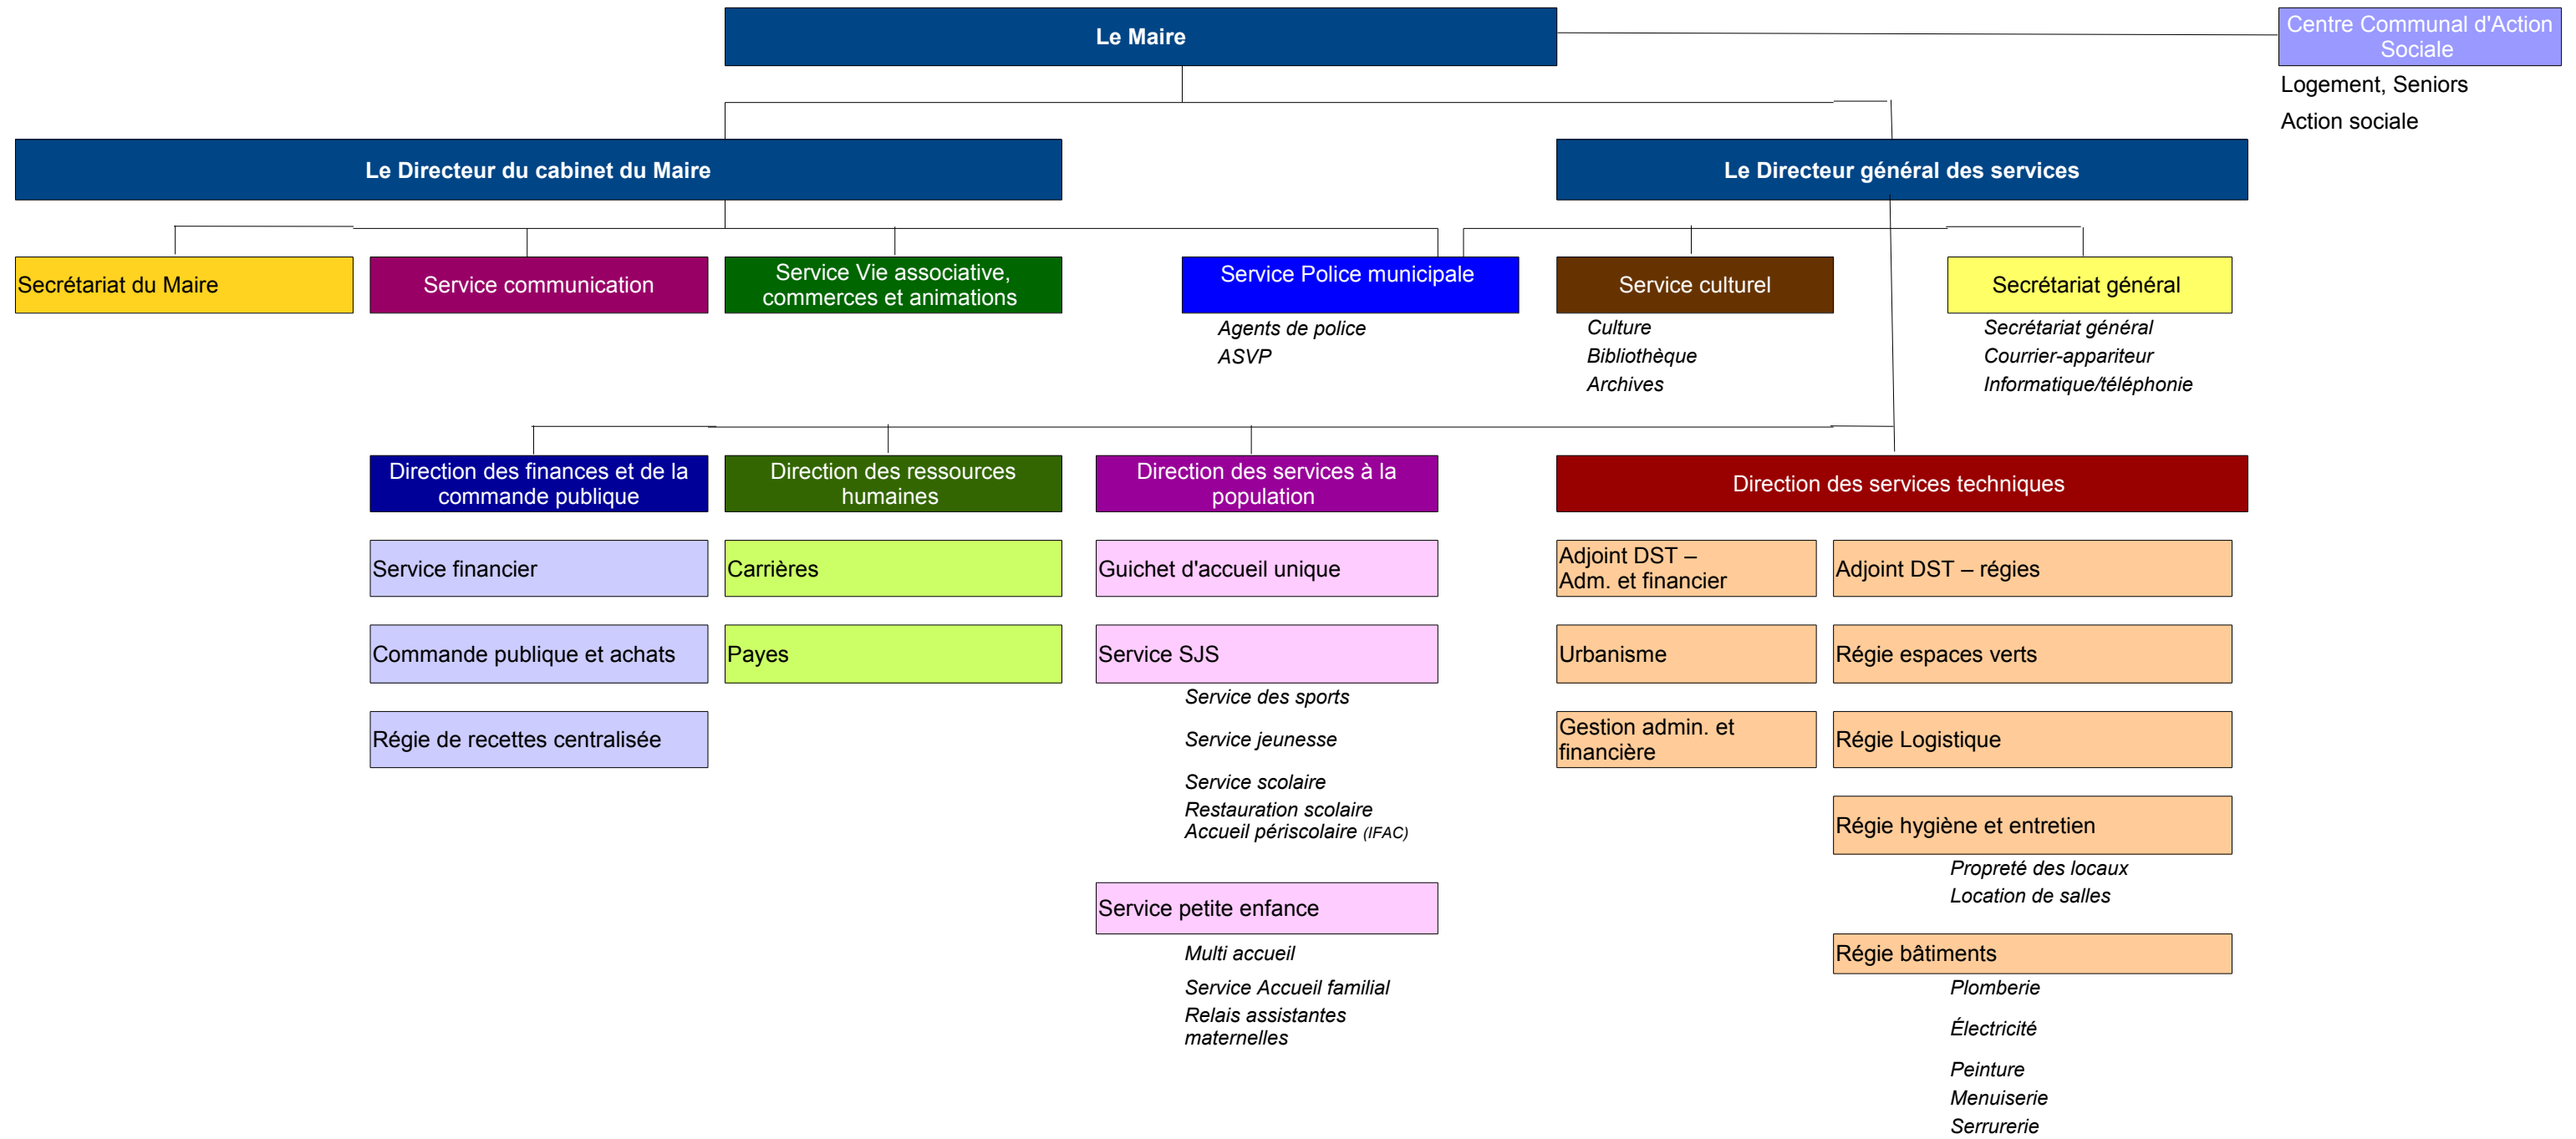 Le Maire
Centre Communal d'Action
Sociale
Logement, Seniors
Action sociale
Le Directeur du cabinet du Maire
Le Directeur général des services
Secrétariat du Maire
Service communication
Service Vie associative,
commerces et animations
Service Police municipale
Agents de police
ASVP
Service culturel
Culture
Bibliothèque
Archives
Secrétariat général
Secrétariat général
Courrier-appariteur
Informatique/téléphonie
Direction des finances et de la
commande publique
Service financier
Commande publique et achats
Régie de recettes centralisée
Direction des ressources
humaines
Carrières
Payes
Direction des services à la
population
Guichet d'accueil unique
Service SJS
Service des sports
Service jeunesse
Service scolaire
Restauration scolaire
Accueil périscolaire (IFAC)
Service petite enfance
Multi accueil
Service Accueil familial
Relais assistantes
maternelles
Direction des services techniques
Adjoint DST –
Adm. et financier
Urbanisme
Gestion admin. et
financière
Adjoint DST – régies
Régie espaces verts
Régie Logistique
Régie hygiène et entretien
Propreté des locaux
Location de salles
Régie bâtiments
Plomberie
Électricité
Peinture
Menuiserie
Serrurerie